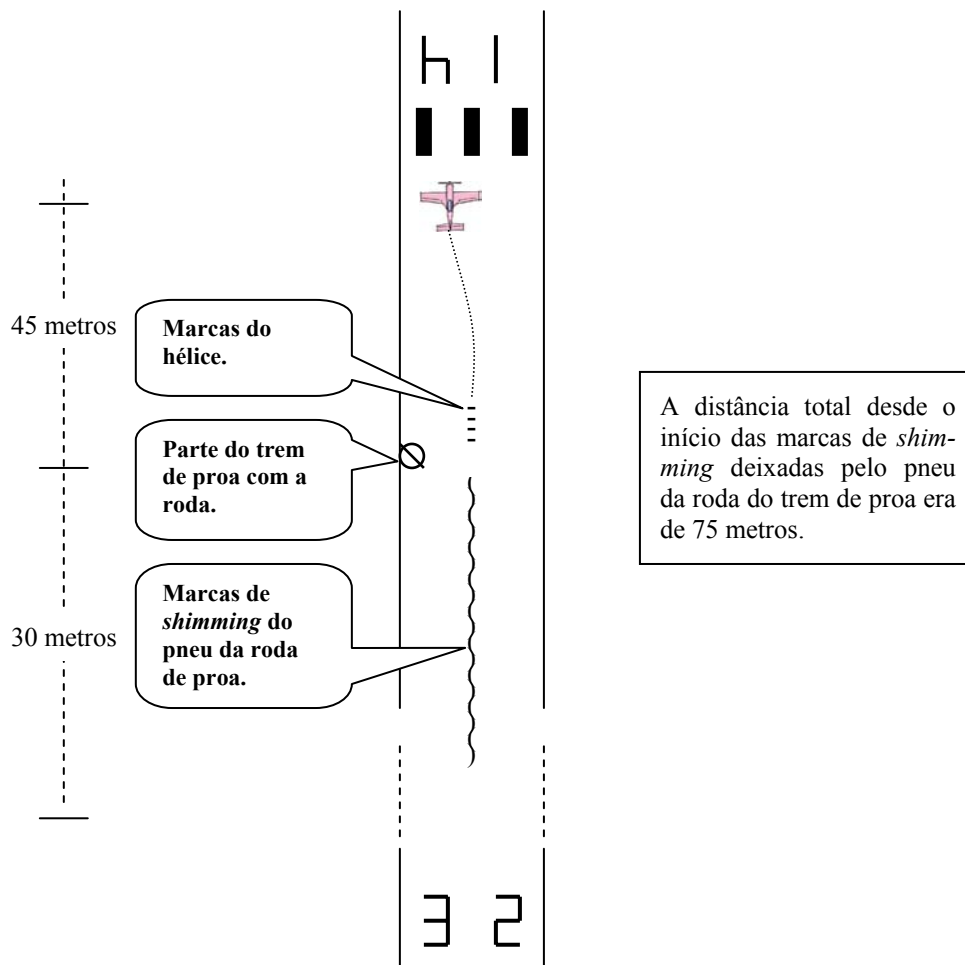 14
45 metros
Marcas do
hélice.
Parte do trem
de proa com a
roda.
A distância total desde o
início das marcas de shim-
ming deixadas pelo pneu
da roda do trem de proa era
de 75 metros.
30 metros
Marcas de
shimming do
pneu da roda
de proa.
32